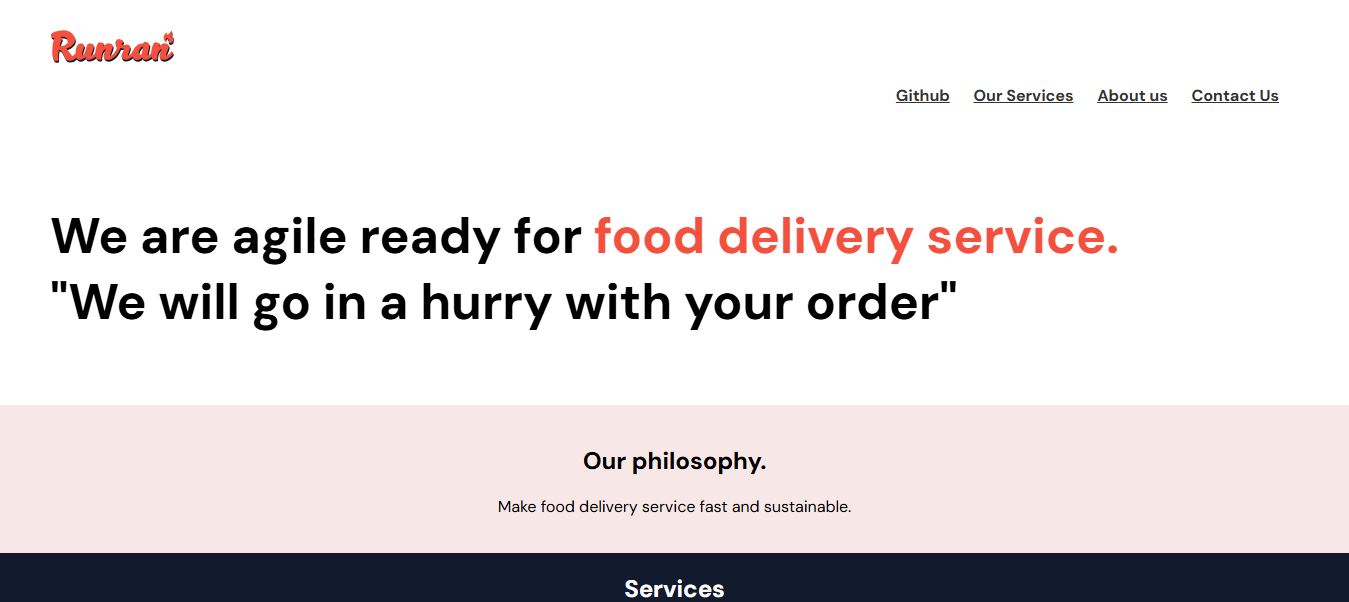 Runran
Github Our Services About us Contact Us
We are agile ready for food delivery service.
"We will go in a hurry with your order"
Our philosophy.
Make food delivery service fast and sustainable.
Services